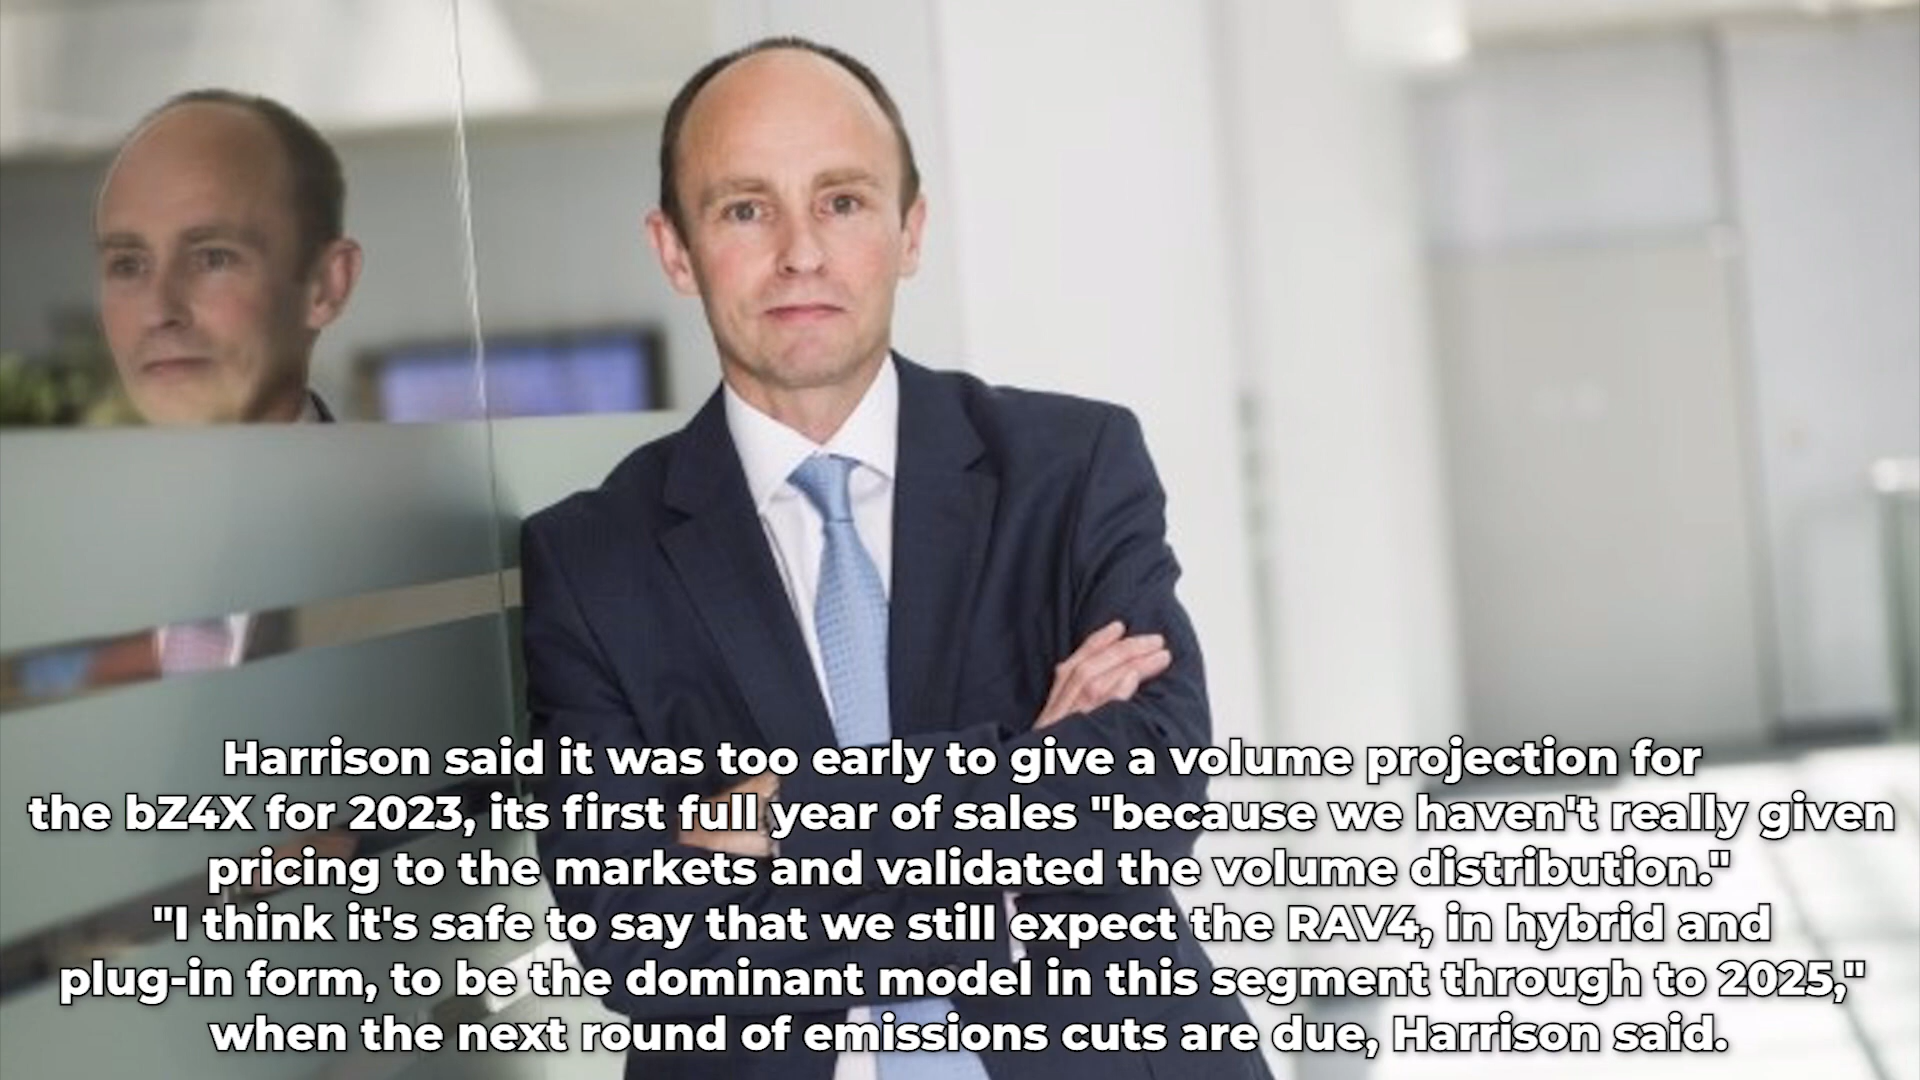 Harrison said it was too early to give a volume projection for
the bZ4X for 2023, its first full year of sales "because we haven't really given
pricing to the markets and validated the volume distribution."
"I think it's safe to say that we still expect the RAV4, in hybrid and
plug-in form, to be the dominant model in this segment through to 2025,"
when the next round of emissions cuts are due, Harrison said.